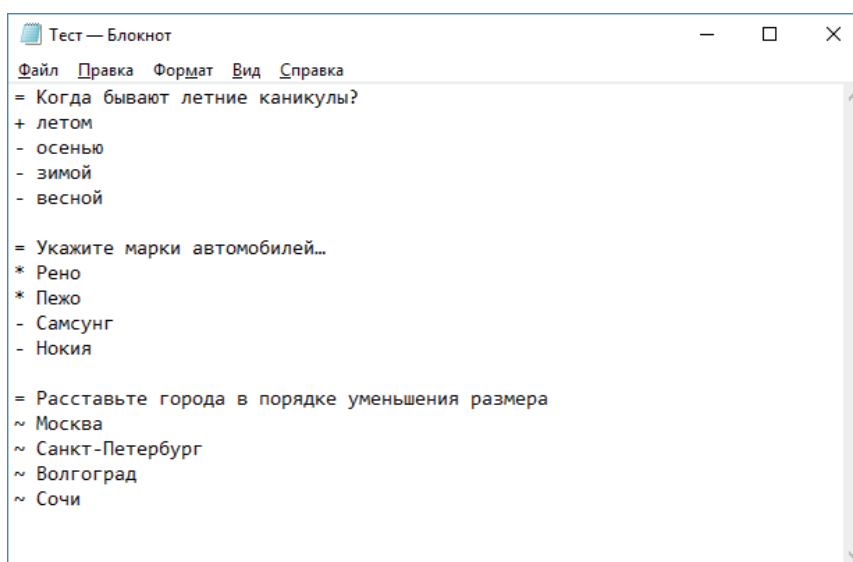 Тест — Блокнот
Файл Правка Формат Вид Справка
= Когда бывают летние каникулы?
+ летом
- осенью
- зимой
- весной
= Укажите марки автомобилей…
* Рено
* Пежо
- Самсунг
- Нокия
= Расставьте города в порядке уменьшения размера
~ Москва
~ Санкт-Петербург
~ Волгоград
~ Сочи